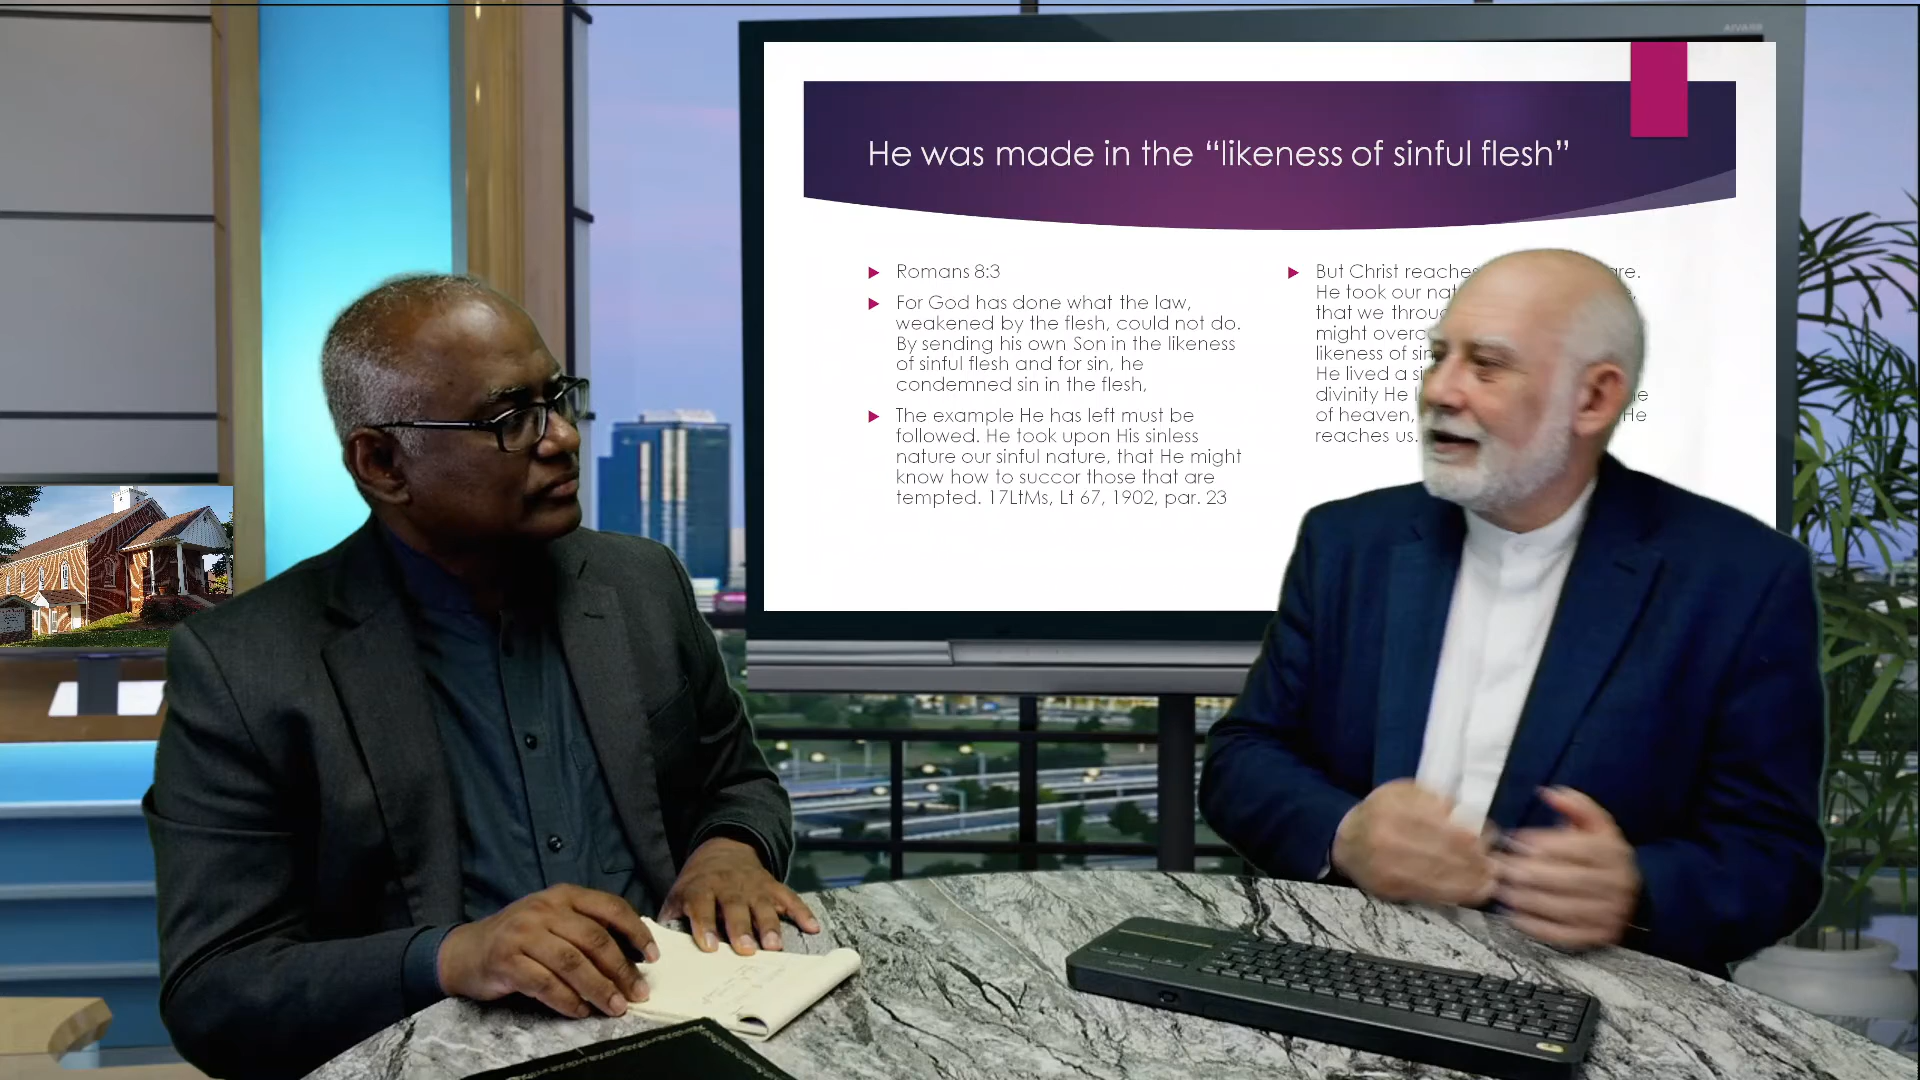 He was made in the “likeness of sinful flesh”
Romans 8:3
For God has done what the law,
weakened by the flesh, could not do.
By sending his own Son in the likeness
of sinful flesh and for sin, he
condemned sin in the flesh,
The example He has left must be
followed. He took upon His sinless
nature our sinful nature, that He might
know how to succor those that are
tempted. 17LtMs, Lt 67, 1902, par. 23
But Christ reaches
He took our
that we
might
likeness of
He lived a
divinity He
of heaven, He
reaches us.